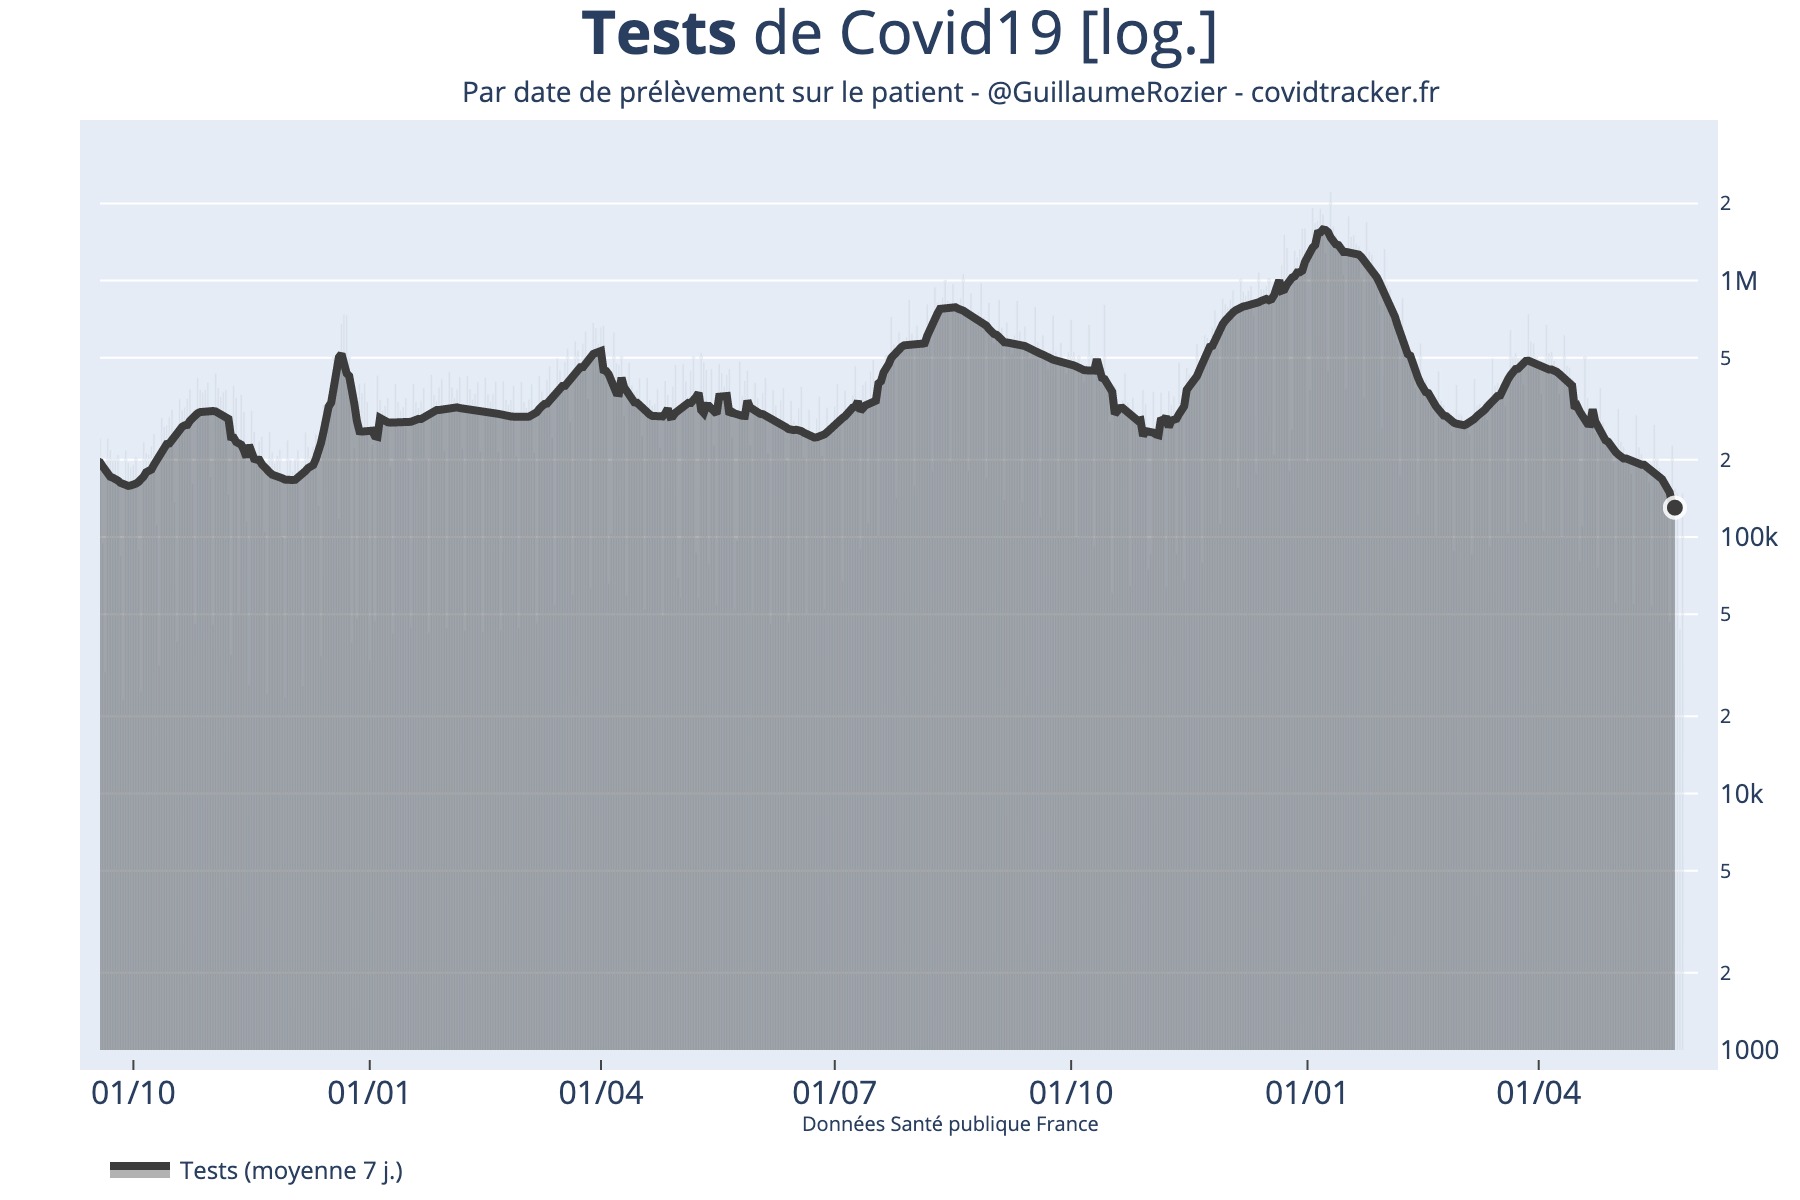 Tests de Covid19 [log.]
Par date de prélèvement sur le patient - @GuillaumeRozier - covidtracker.fr
2
1M
5
2
100k
5
2
10k
5
2
1000
01/10 01/01 01/04 01/07 01/10 01/01 01/04
Données Santé publique France
Tests (moyenne 7 j.)